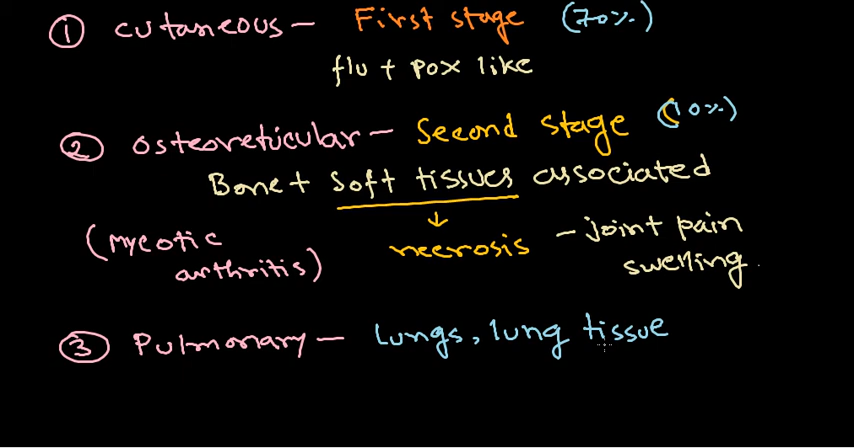 ① cutaneous - First stage (70%)
flu + pox like
② Osteoreticular - Second stage (10%)
Bone + soft tissues associated
↓
(Mycotic arthritis) necrosis - joint pain swelling
③ Pulmonary - Lungs, lung tissue